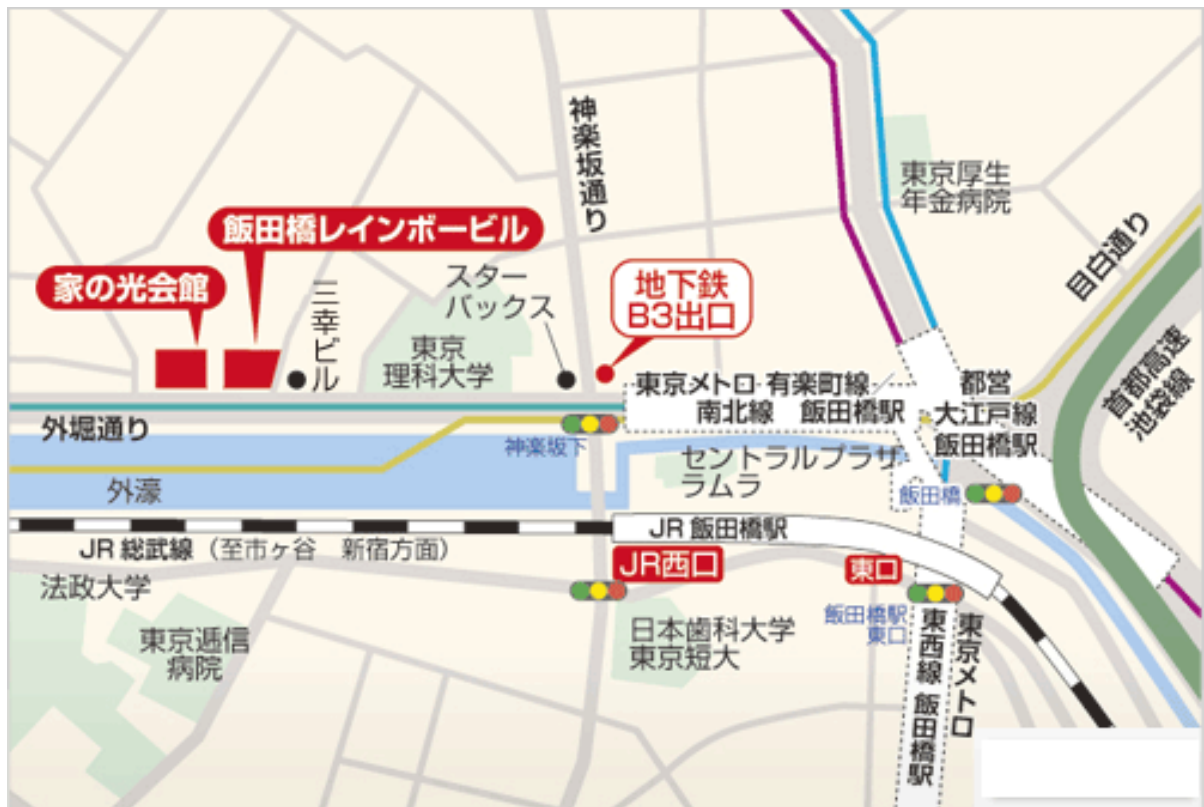 神楽坂通り
東京厚生
年金病院
飯田橋レインボービル
目白通り
家の光会館
三幸ビル
スター
バックス
地下鉄
B3出口
首都高速
池袋線
東京
理科大学
東京メトロ 有楽町線
南北線 飯田橋駅
都営
大江戸線
飯田橋駅
外堀通り
神楽坂下
セントラルプラザ
ラムラ
外濠
飯田橋
JR 飯田橋駅
JR 総武線（至市ヶ谷 新宿方面）
JR西口
東口
法政大学
飯田橋駅
東口
日本歯科大学
東京短大
東京逓信
病院
東京メトロ
東西線 飯田橋駅